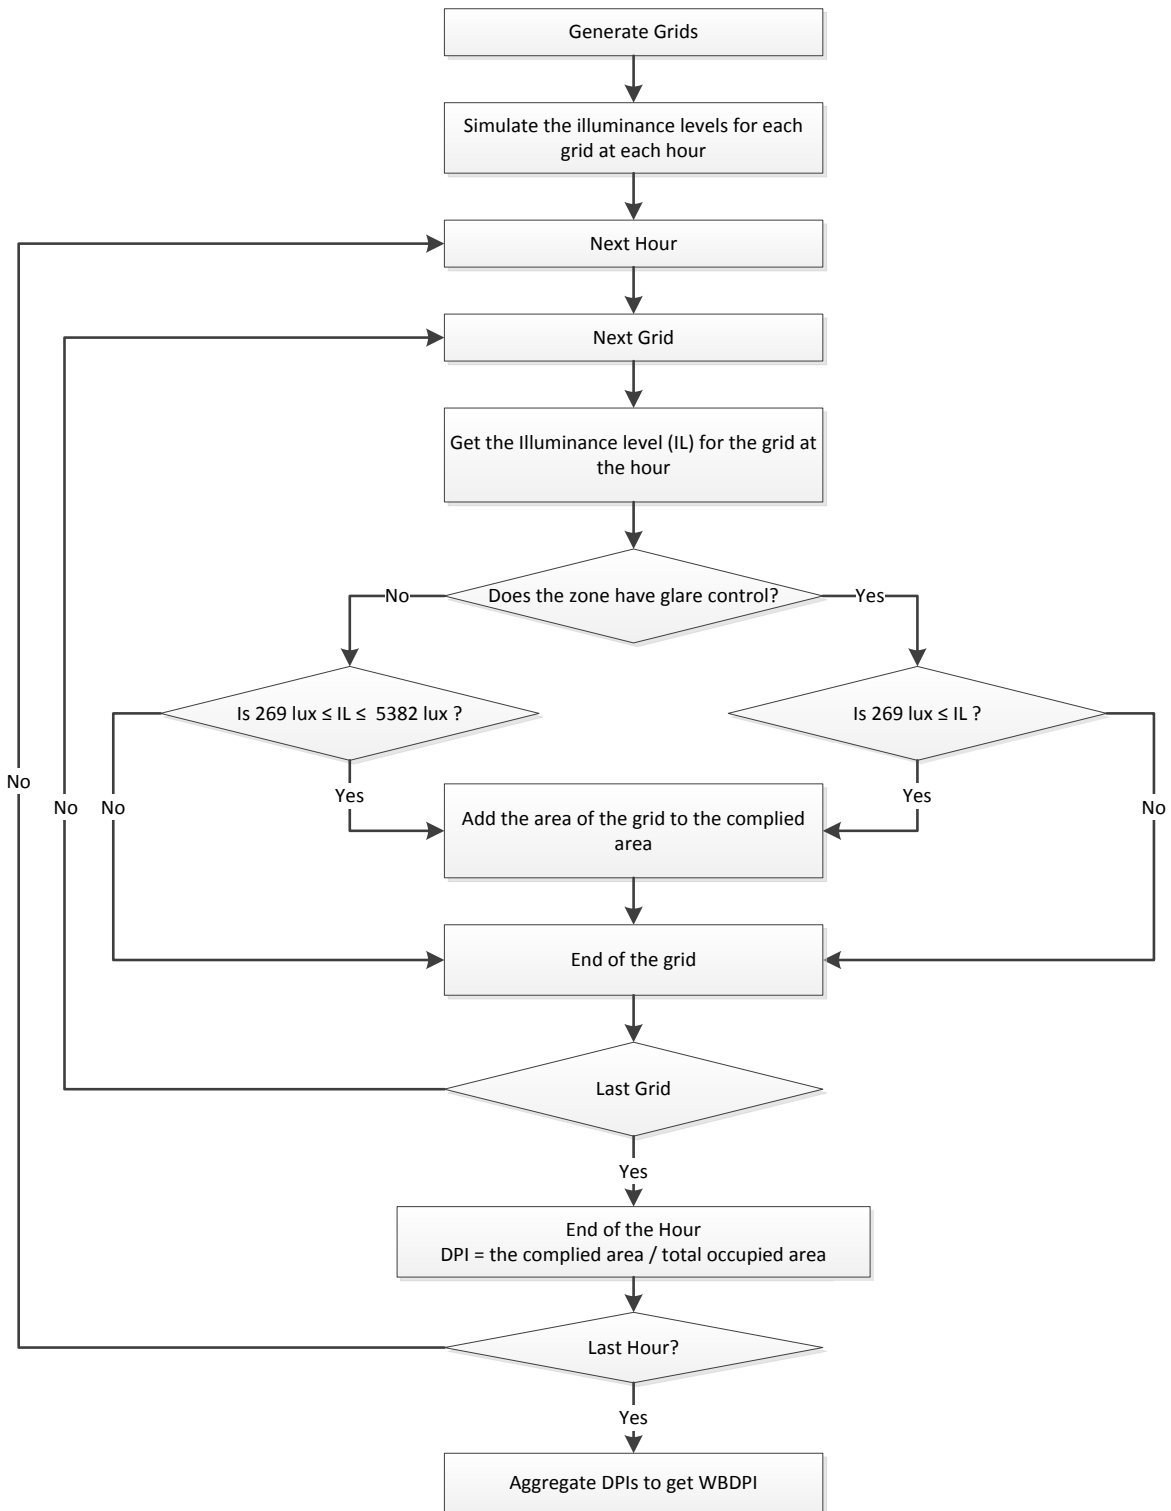 Generate Grids
Simulate the illuminance levels for each
grid at each hour
Next Hour
Next Grid
Get the Illuminance level (IL) for the grid at
the hour
Does the zone have glare control?
No
Yes
Is 269 lux ≤ IL ≤ 5382 lux ?
Is 269 lux ≤ IL ?
No
No
No
Yes
Yes
No
Add the area of the grid to the complied
area
End of the grid
Last Grid
Yes
End of the Hour
DPI = the complied area / total occupied area
Last Hour?
Yes
Aggregate DPIs to get WBDPI